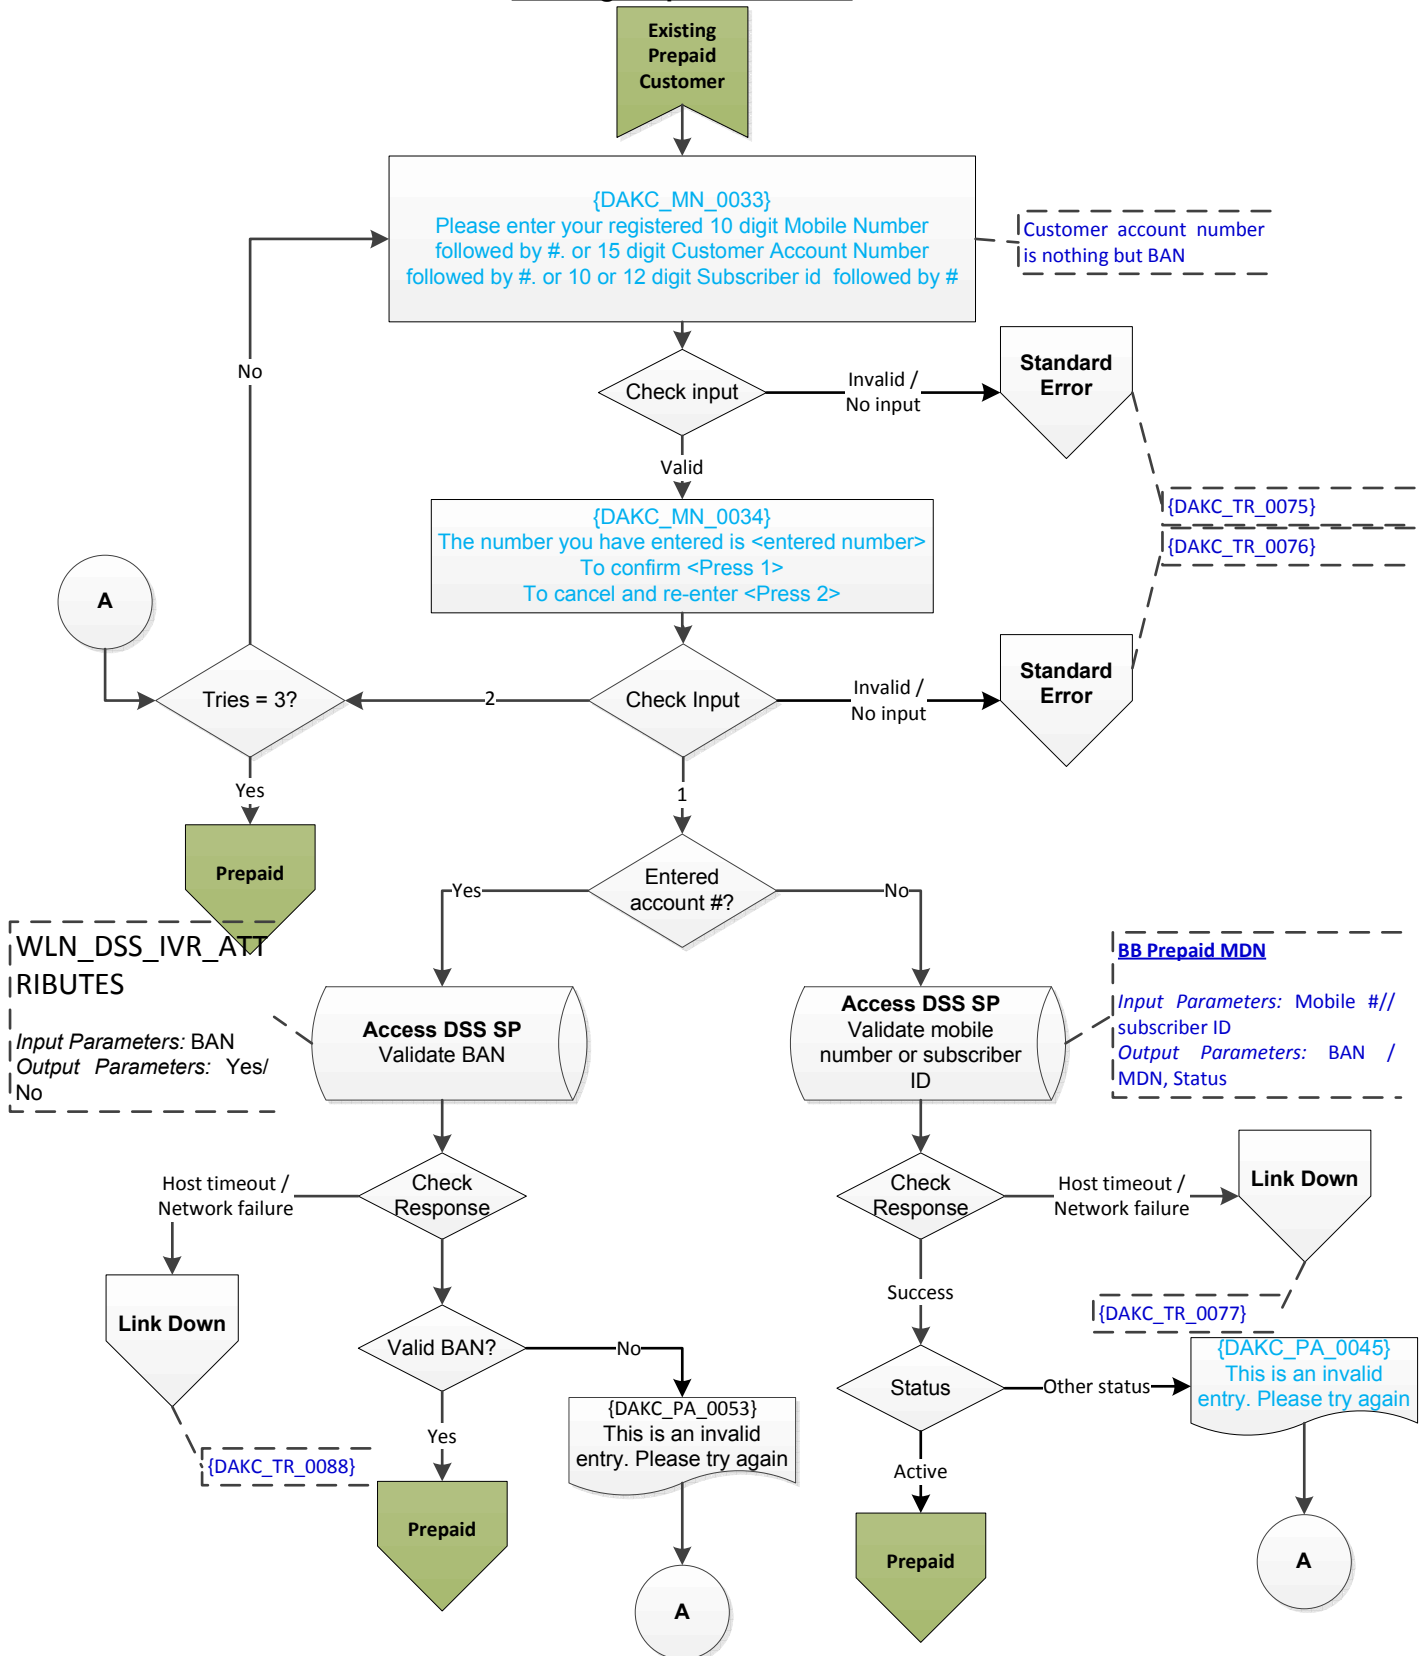 Existing
Prepaid
Customer
{DAKC_MN_0033}
Please enter your registered 10 digit Mobile Number
followed by #. or 15 digit Customer Account Number
followed by #. or 10 or 12 digit Subscriber id followed by #
Customer account number
is nothing but BAN
No
Check input
Invalid /
No input
Standard
Error
Valid
{DAKC_TR_0075}
{DAKC_TR_0076}
{DAKC_MN_0034}
The number you have entered is <entered number>
To confirm <Press 1>
To cancel and re-enter <Press 2>
A
Tries = 3?
2
Check Input
Invalid /
No input
Standard
Error
Yes
1
Prepaid
Entered
account #?
Yes
No
WLN_DSS_IVR_ATT
RIBUTES
Input Parameters: BAN
Output Parameters: Yes/
No
Access DSS SP
Validate BAN
Access DSS SP
Validate mobile
number or subscriber
ID
BB Prepaid MDN
Input Parameters: Mobile #//
subscriber ID
Output Parameters: BAN /
MDN, Status
Host timeout /
Network failure
Check
Response
Check
Response
Host timeout /
Network failure
Link Down
Link Down
Success
{DAKC_TR_0077}
Valid BAN?
No
Status
Other status
{DAKC_PA_0045}
This is an invalid
entry. Please try again
{DAKC_PA_0053}
This is an invalid
entry. Please try again
Yes
{DAKC_TR_0088}
Active
Prepaid
Prepaid
A
A